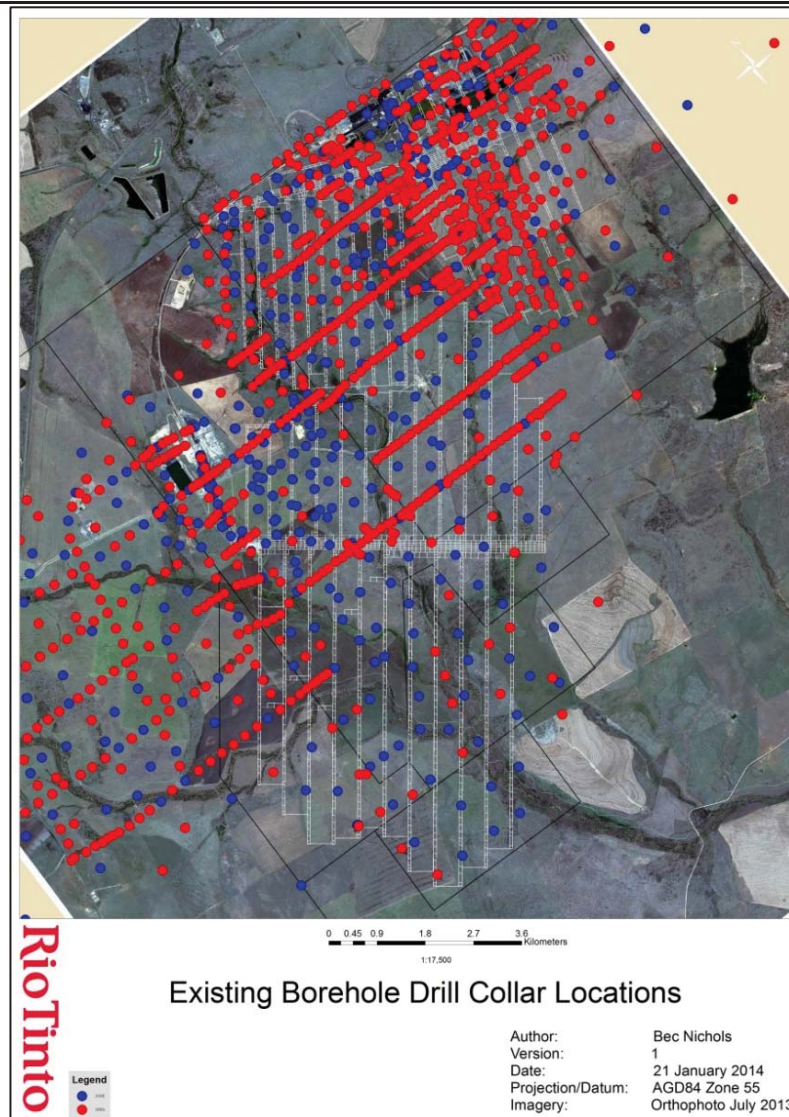 0 0.45 0.9 1.8 2.7 3.6
Kilometers
1:17,500
RioTinto
Existing Borehole Drill Collar Locations
Author: Bec Nichols
Version: 1
Date: 21 January 2014
Projection/Datum: AGD84 Zone 55
Imagery: Orthophoto July 2013
Legend